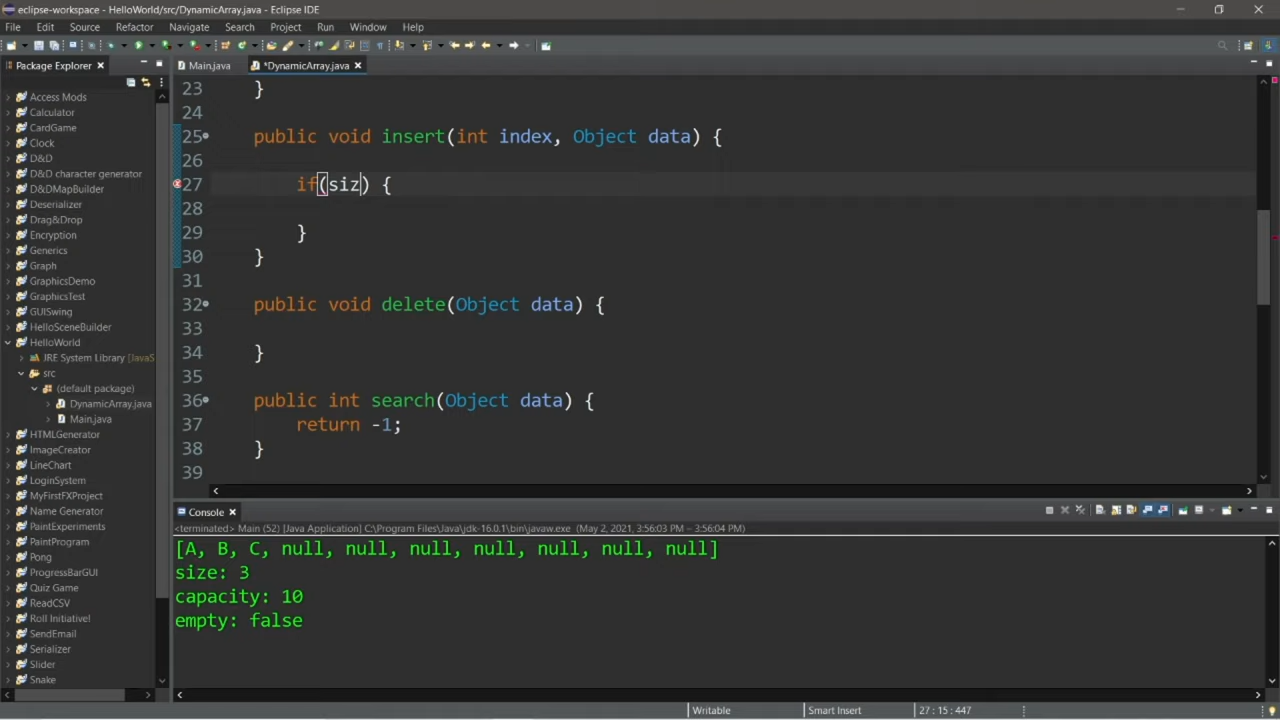 eclipse-workspace - HelloWorld/src/DynamicArray.java - Eclipse IDE
File Edit Source Refactor Navigate Search Project Run Window Help
Package Explorer
Main.java *DynamicArray.java
Access Mods
Calculator
CardGame
Clock
D&D
D&D character generator
D&DMapBuilder
Deserializer
Drag&Drop
Encryption
Generics
Graph
GraphicsDemo
GraphicsTest
GUISwing
HelloSceneBuilder
HelloWorld
JRE System Library [JavaS
src
(default package)
DynamicArray.java
Main.java
HTMLGenerator
ImageCreator
LineChart
LoginSystem
MyFirstFXProject
Name Generator
PaintExperiments
PaintProgram
Pong
ProgressBarGUI
Quiz Game
ReadCSV
Roll Initiative!
SendEmail
Serializer
Slider
Snake
23 }
24
25 public void insert(int index, Object data) {
26
27 if(siz) {
28
29 }
30 }
31
32 public void delete(Object data) {
33
34 }
35
36 public int search(Object data) {
37 return -1;
38 }
39
Console
<terminated> Main (52) [Java Application] C:\Program Files\Java\jdk-16.0.1\bin\javaw.exe (May 2, 2021, 3:56:03 PM – 3:56:04 PM)
[A, B, C, null, null, null, null, null, null, null]
size: 3
capacity: 10
empty: false
Writable Smart Insert 27 : 15 : 447